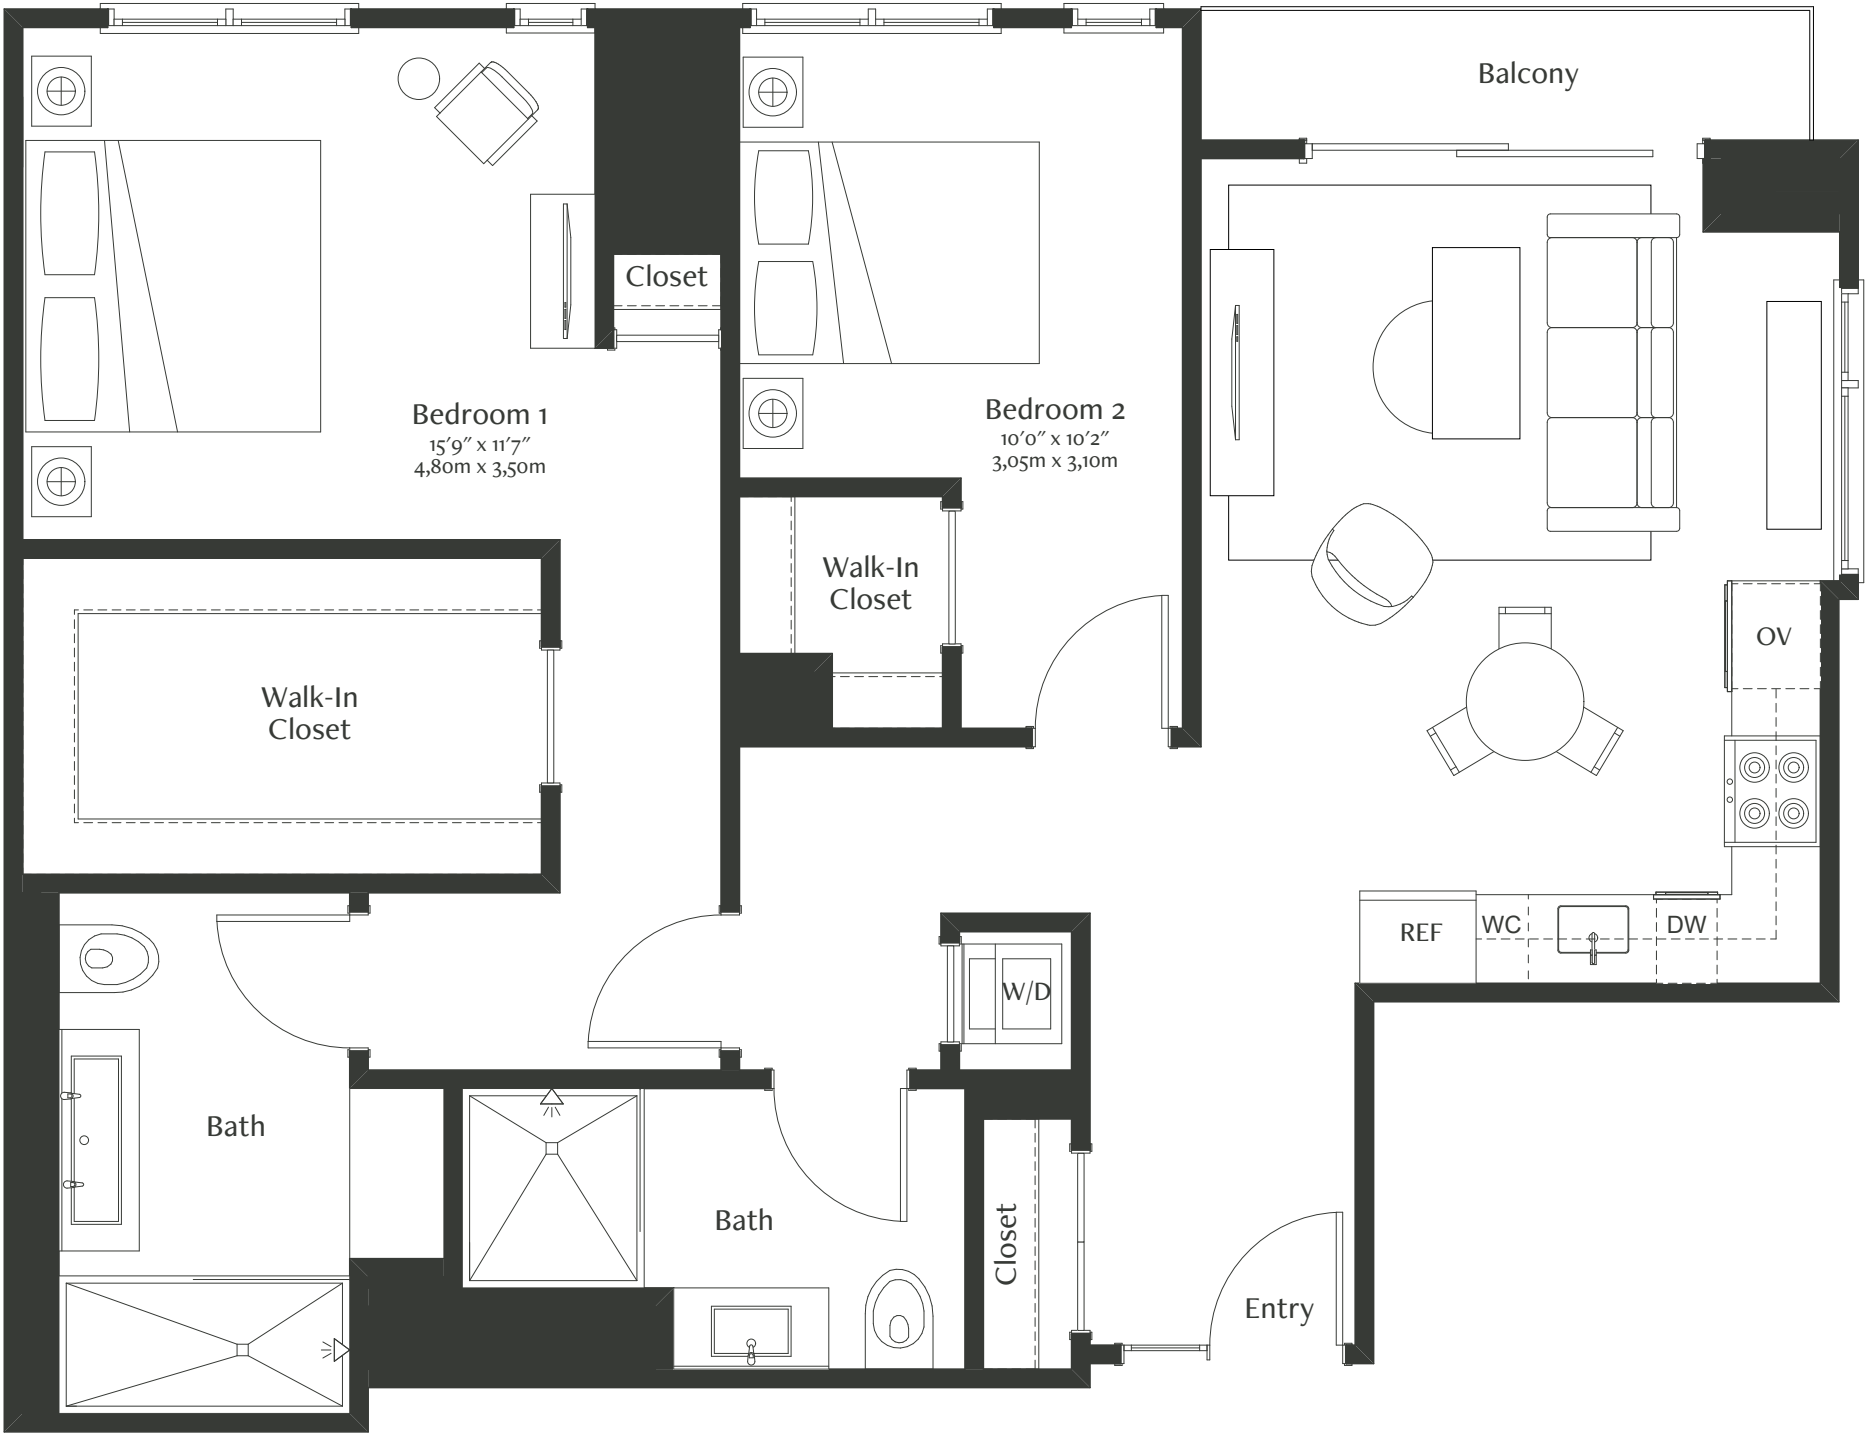 Balcony
Closet
Bedroom 1
15'9" x 11'7"
4,80m x 3,50m
Bedroom 2
10'0" x 10'2"
3,05m x 3,10m
Walk-In
Closet
OV
Walk-In
Closet
REF
WC
DW
W/D
Bath
Bath
Closet
Entry